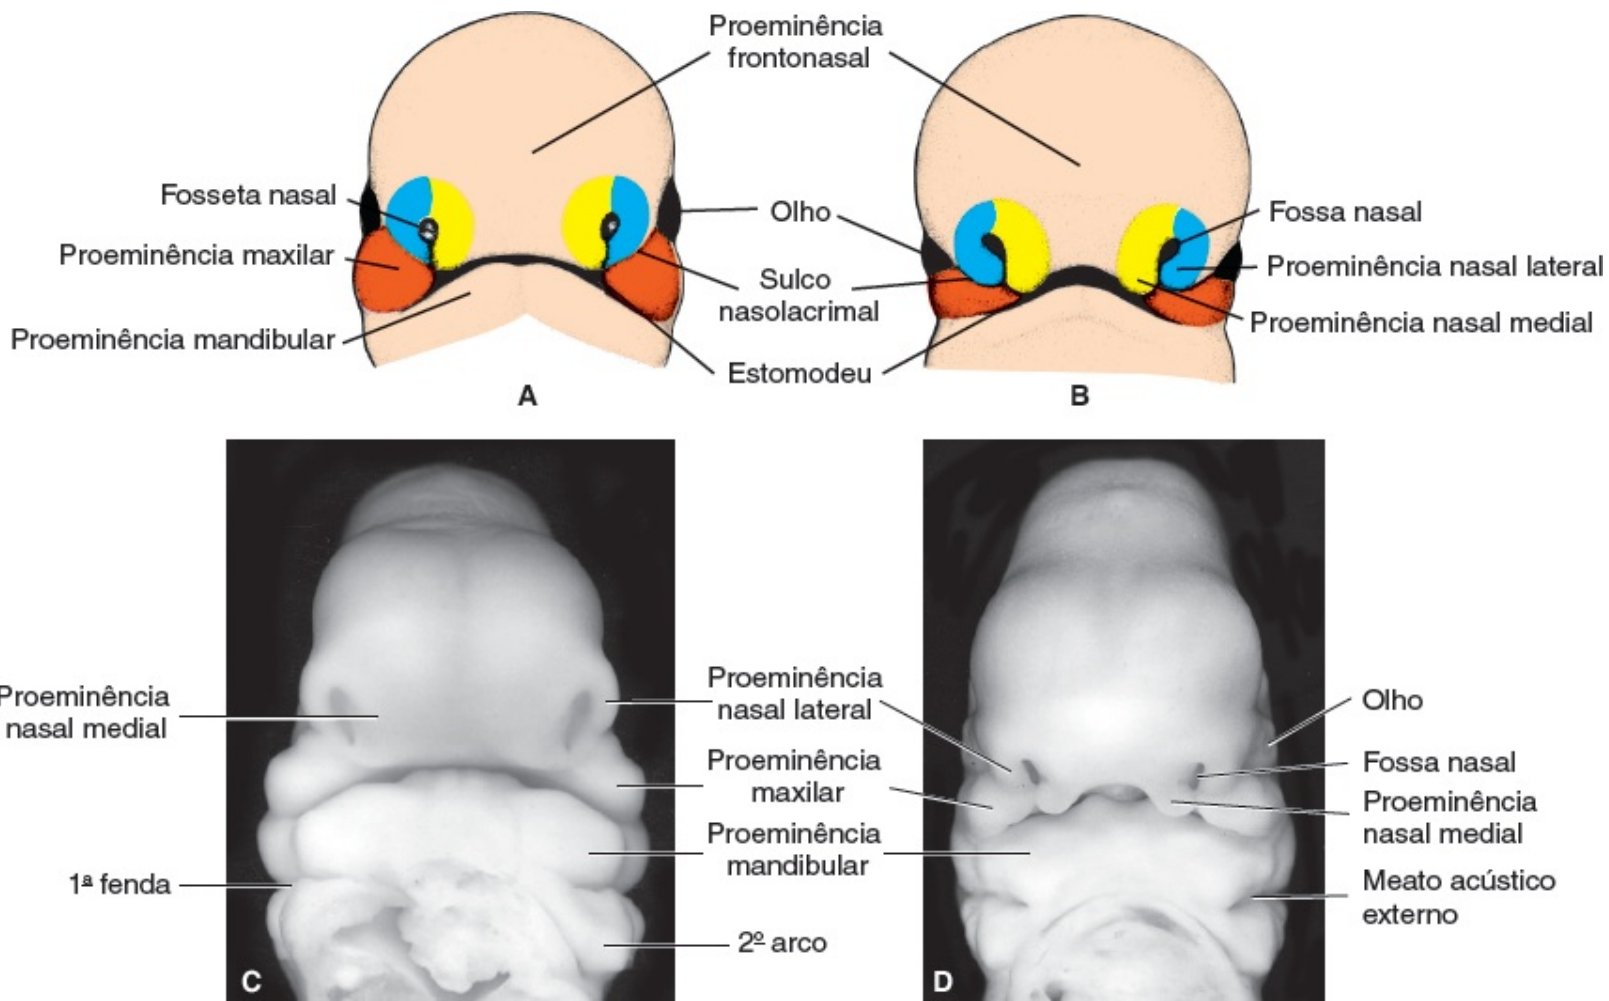 Proeminência
frontonasal
Fosseta nasal
Proeminência maxilar
Proeminência mandibular
Olho
Sulco
nasolacrimal
Estomodeu
Fossa nasal
Proeminência nasal lateral
Proeminência nasal medial
A
B
Proeminência
nasal medial
1ª fenda
Proeminência
nasal lateral
Proeminência
maxilar
Proeminência
mandibular
2º arco
Olho
Fossa nasal
Proeminência
nasal medial
Meato acústico
externo
C
D